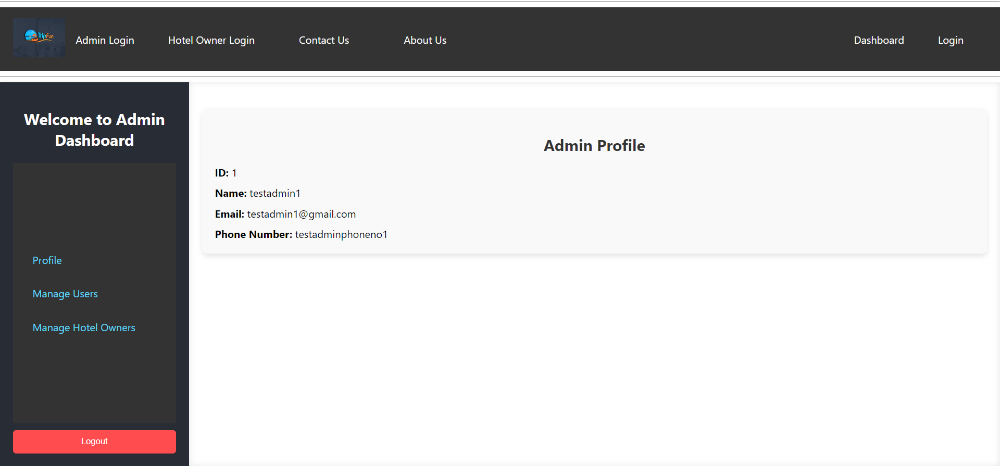 TripFun
Admin Login
Hotel Owner Login
Contact Us
About Us
Dashboard
Login
Welcome to Admin
Dashboard
Profile
Manage Users
Manage Hotel Owners
Logout
Admin Profile
ID: 1
Name: testadmin1
Email: testadmin1@gmail.com
Phone Number: testadminphoneno1